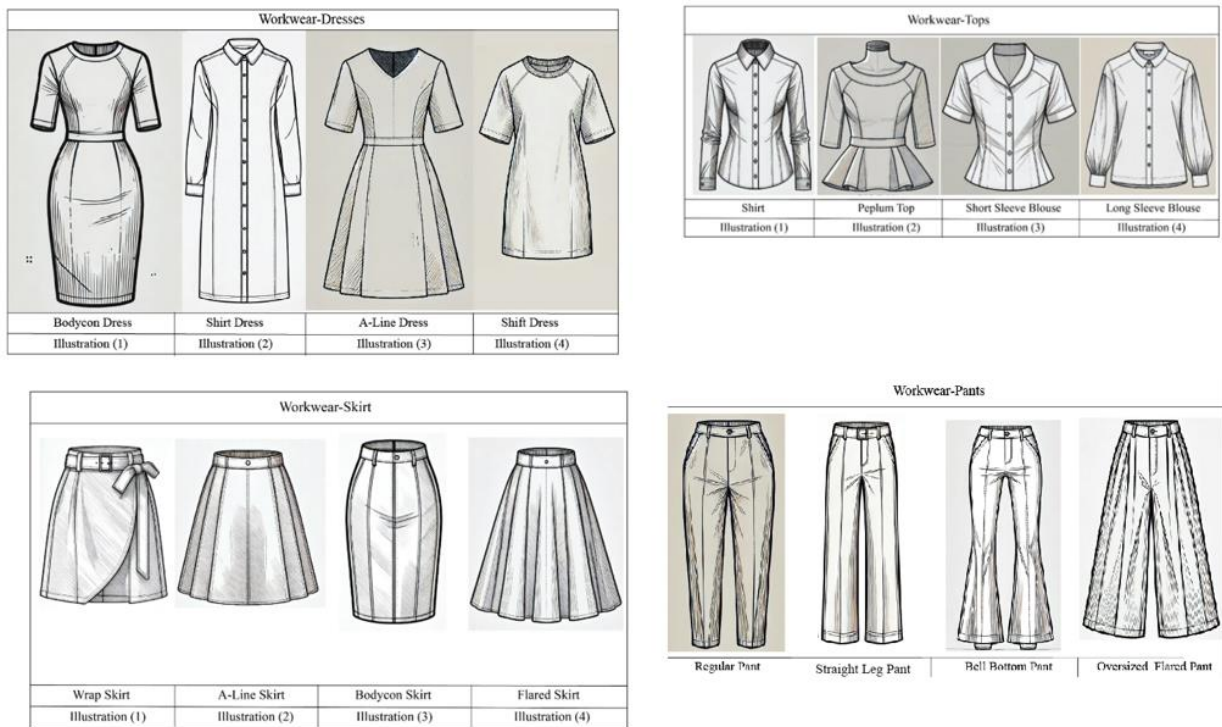 Workwear-Dresses
Bodycon Dress Shirt Dress A-Line Dress Shift Dress
Illustration (1) Illustration (2) Illustration (3) Illustration (4)
Workwear-Tops
Shirt Peplum Top Short Sleeve Blouse Long Sleeve Blouse
Illustration (1) Illustration (2) Illustration (3) Illustration (4)
Workwear-Skirt
Wrap Skirt A-Line Skirt Bodycon Skirt Flared Skirt
Illustration (1) Illustration (2) Illustration (3) Illustration (4)
Workwear-Pants
Regular Pant Straight Leg Pant Bell Bottom Pant Oversized Flared Pant